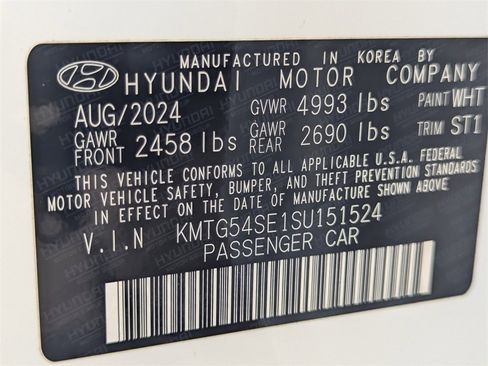 MANUFACTURED IN KOREA BY
HYUNDAI MOTOR COMPANY
AUG/2024 GVWR 4993 lbs PAINT WHT
GAWR FRONT 2458 lbs GAWR REAR 2690 lbs TRIM ST1
THIS VEHICLE CONFORMS TO ALL APPLICABLE U.S.A. FEDERAL
MOTOR VEHICLE SAFETY, BUMPER, AND THEFT PREVENTION STANDARDS
IN EFFECT ON THE DATE OF MANUFACTURE SHOWN ABOVE.
V.I.N KMTG54SE1SU151524
PASSENGER CAR